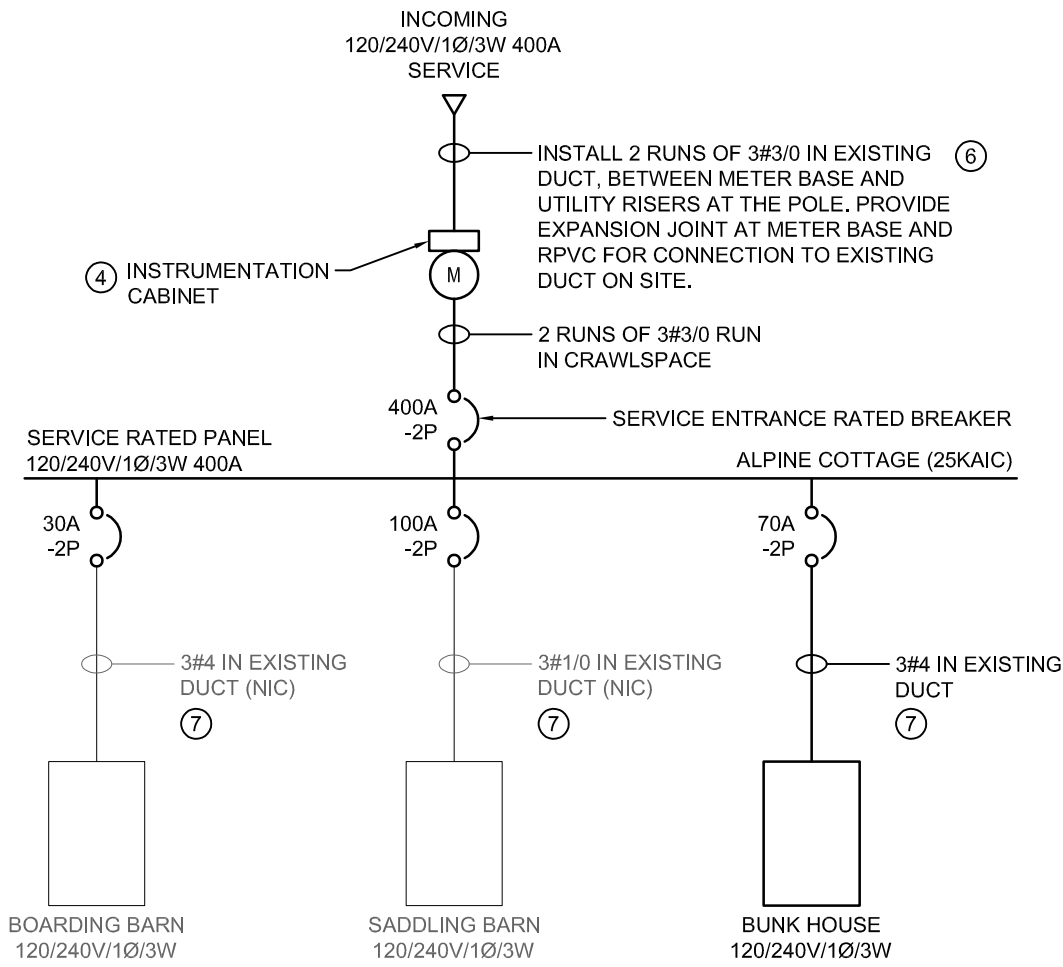 INCOMING
120/240V/1Ø/3W 400A
SERVICE
INSTALL 2 RUNS OF 3#3/0 IN EXISTING
DUCT, BETWEEN METER BASE AND
UTILITY RISERS AT THE POLE. PROVIDE
EXPANSION JOINT AT METER BASE AND
RPVC FOR CONNECTION TO EXISTING
DUCT ON SITE.
6
4
INSTRUMENTATION
CABINET
M
2 RUNS OF 3#3/0 RUN
IN CRAWLSPACE
400A
-2P
SERVICE ENTRANCE RATED BREAKER
SERVICE RATED PANEL
120/240V/1Ø/3W 400A
ALPINE COTTAGE (25KAIC)
30A
-2P
100A
-2P
70A
-2P
3#4 IN EXISTING
DUCT (NIC)
7
3#1/0 IN EXISTING
DUCT (NIC)
7
3#4 IN EXISTING
DUCT
7
BOARDING BARN
120/240V/1Ø/3W
SADDLING BARN
120/240V/1Ø/3W
BUNK HOUSE
120/240V/1Ø/3W